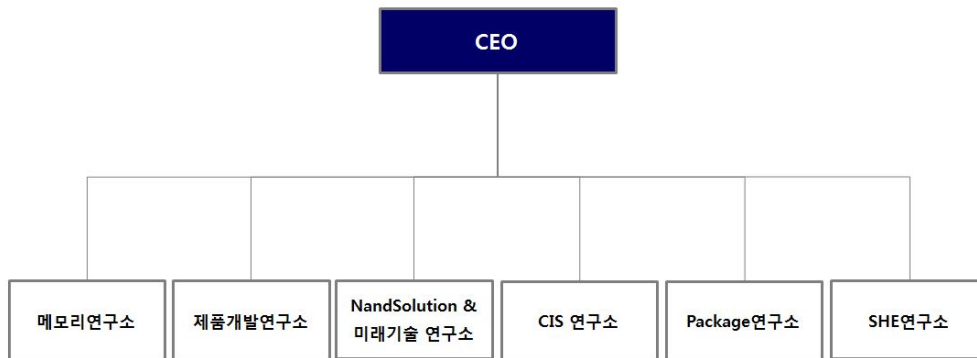 CEO
메모리연구소
제품개발연구소
NandSolution &
미래기술 연구소
CIS 연구소
Package연구소
SHE연구소